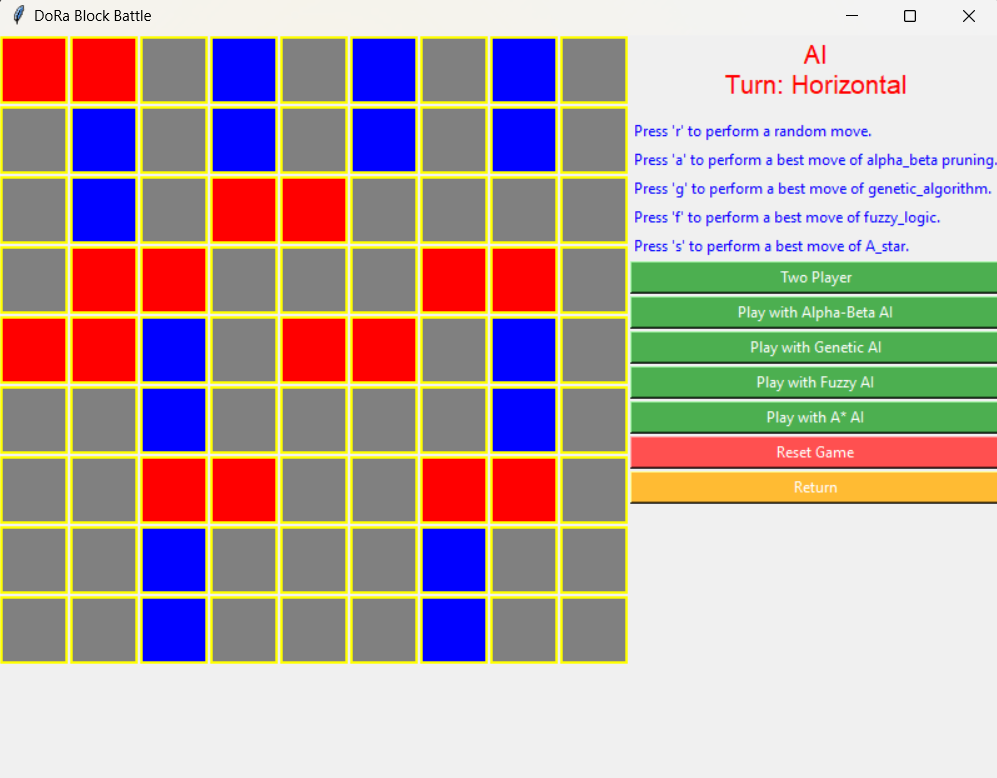 DoRa Block Battle
AI
Turn: Horizontal
Press 'r' to perform a random move.
Press 'a' to perform a best move of alpha_beta pruning.
Press 'g' to perform a best move of genetic_algorithm.
Press 'f' to perform a best move of fuzzy_logic.
Press 's' to perform a best move of A_star.
Two Player
Play with Alpha-Beta AI
Play with Genetic AI
Play with Fuzzy AI
Play with A* AI
Reset Game
Return